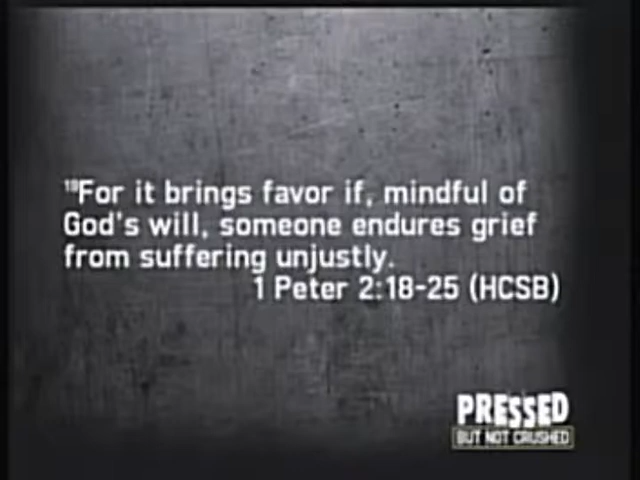 ¹⁹For it brings favor if, mindful of
God's will, someone endures grief
from suffering unjustly.
1 Peter 2:18-25 (HCSB)
PRESSED
BUT NOT CRUSHED